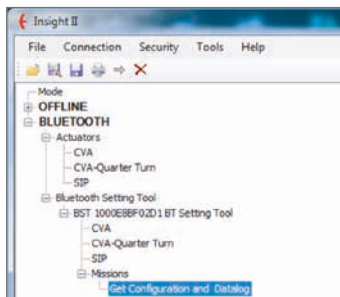 Insight II
File Connection Security Tools Help
Mode
OFFLINE
BLUETOOTH
Actuators
CVA
CVA-Quarter Turn
SIP
Bluetooth Setting Tool
BST 1000E8BF02D1 BT Setting Tool
CVA
CVA-Quarter Turn
SIP
Missions
Get Configuration and Datalog